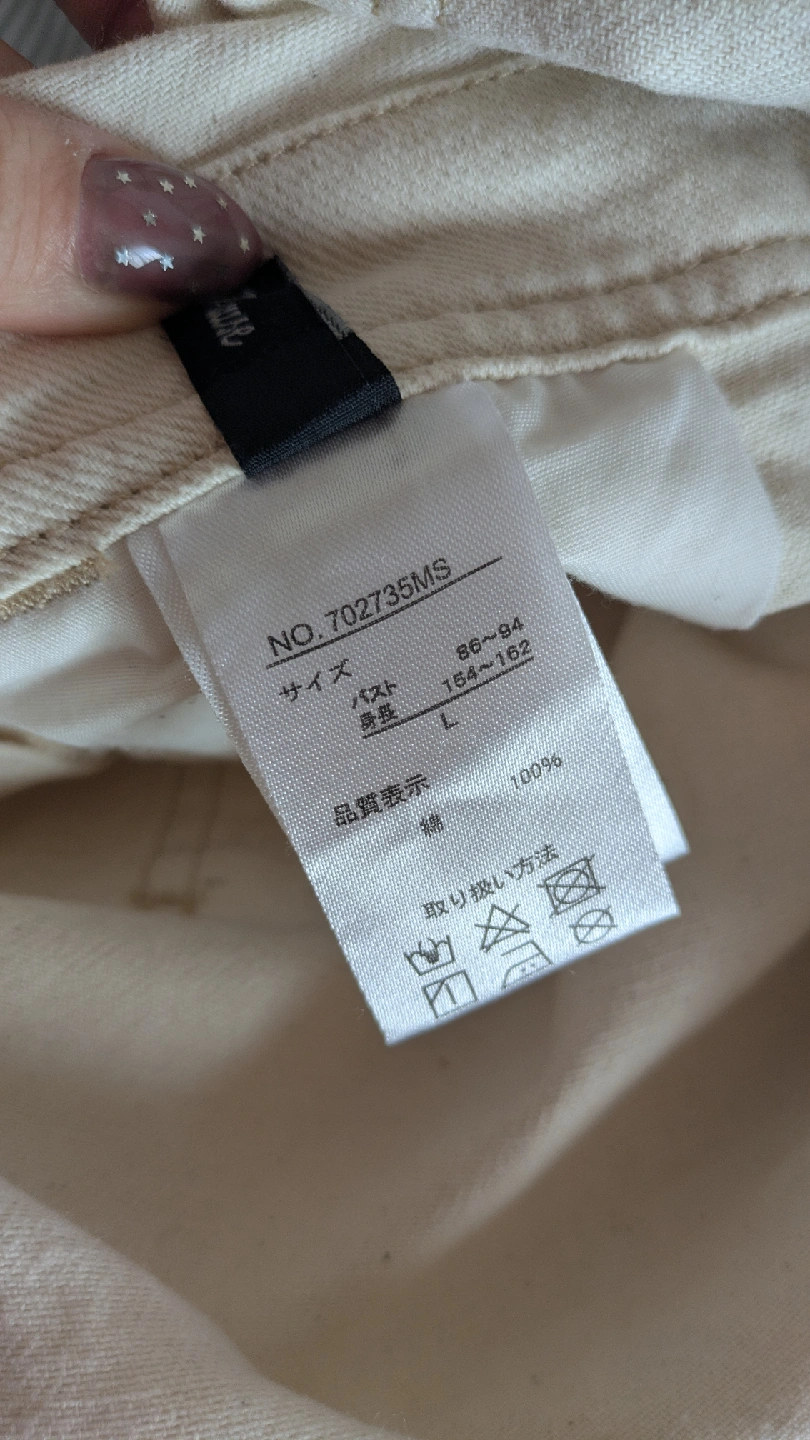 NO. 702735MS
サイズ
バスト 86～94
身長 154～162
L
品質表示
綿 100%
取り扱い方法